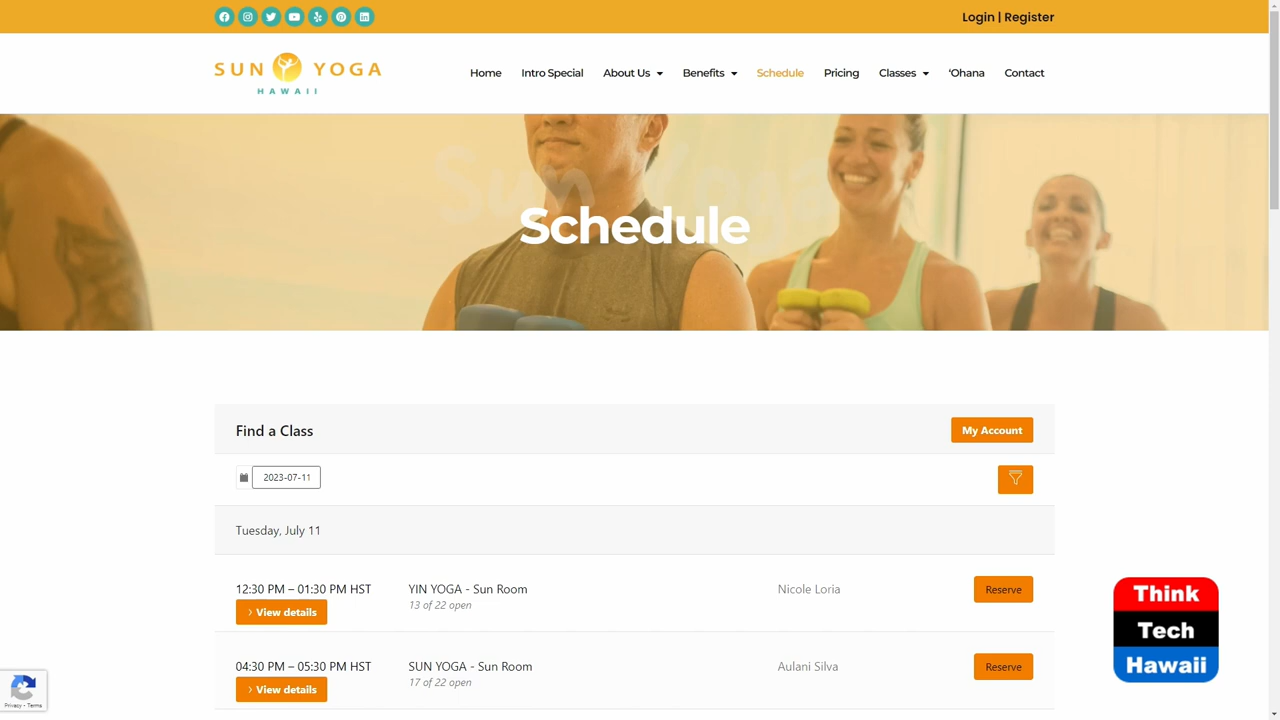 Login | Register
SUN YOGA
HAWAII
Home Intro Special About Us Benefits Schedule Pricing Classes ‘Ohana Contact
Sun Yoga
Schedule
Find a Class
My Account
2023-07-11
Tuesday, July 11
12:30 PM – 01:30 PM HST YIN YOGA - Sun Room Nicole Loria Reserve
13 of 22 open
› View details
04:30 PM – 05:30 PM HST SUN YOGA - Sun Room Aulani Silva Reserve
17 of 22 open
› View details
Think
Tech
Hawaii
Privacy - Terms